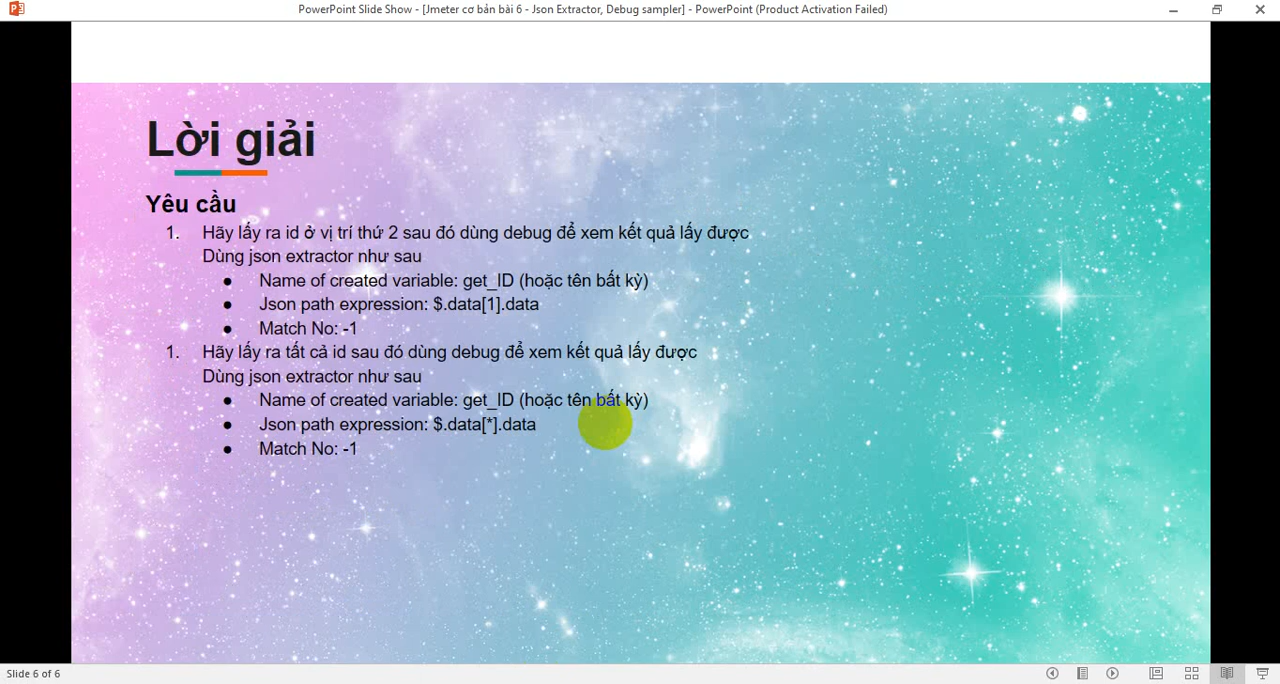 PowerPoint Slide Show - [Jmeter cơ bản bài 6 - Json Extractor, Debug sampler] - PowerPoint (Product Activation Failed)
Lời giải
Yêu cầu
1. Hãy lấy ra id ở vị trí thứ 2 sau đó dùng debug để xem kết quả lấy được
Dùng json extractor như sau
● Name of created variable: get_ID (hoặc tên bất kỳ)
● Json path expression: $.data[1].data
● Match No: -1
1. Hãy lấy ra tất cả id sau đó dùng debug để xem kết quả lấy được
Dùng json extractor như sau
● Name of created variable: get_ID (hoặc tên bất kỳ)
● Json path expression: $.data[*].data
● Match No: -1
Slide 6 of 6